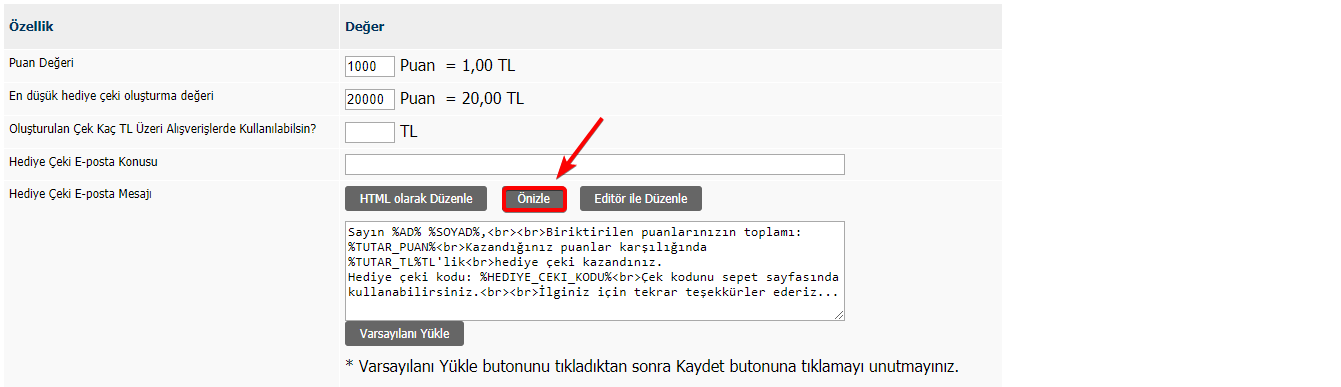 Özellik Değer
Puan Değeri 1000 Puan = 1,00 TL
En düşük hediye çeki oluşturma değeri 20000 Puan = 20,00 TL
Oluşturulan Çek Kaç TL Üzeri Alışverişlerde Kullanılabilsin? TL
Hediye Çeki E-posta Konusu
Hediye Çeki E-posta Mesajı HTML olarak Düzenle Önizle Editör ile Düzenle
Sayın %AD% %SOYAD%,<br><br>Biriktirilen puanlarınızın toplamı:
%TUTAR_PUAN%<br>Kazandığınız puanlar karşılığında
%TUTAR_TL%TL'lik<br>hediye çeki kazandınız.
Hediye çeki kodu: %HEDIYE_CEKI_KODU%<br>Çek kodunu sepet sayfasında
kullanabilirsiniz.<br><br>İlginiz için tekrar teşekkürler ederiz...
Varsayılanı Yükle
* Varsayılanı Yükle butonunu tıkladıktan sonra Kaydet butonuna tıklamayı unutmayınız.